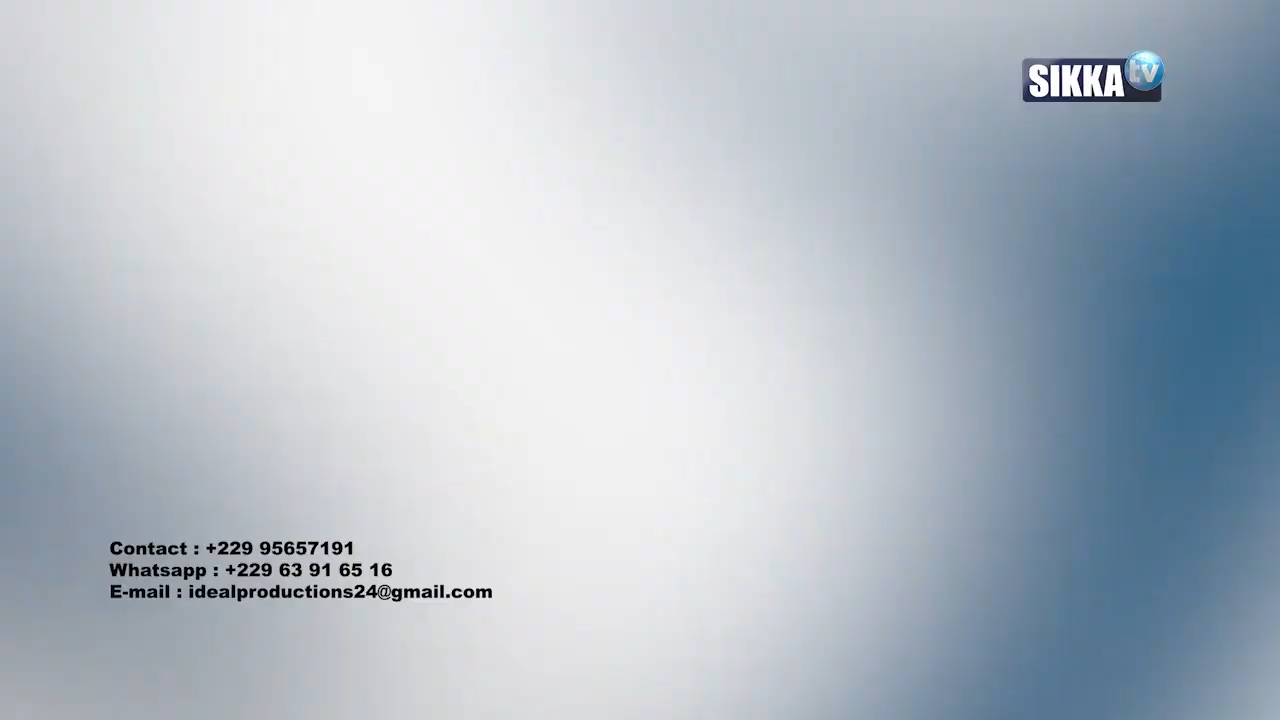 SIKKA tv
Contact : +229 95657191
Whatsapp : +229 63 91 65 16
E-mail : idealproductions24@gmail.com